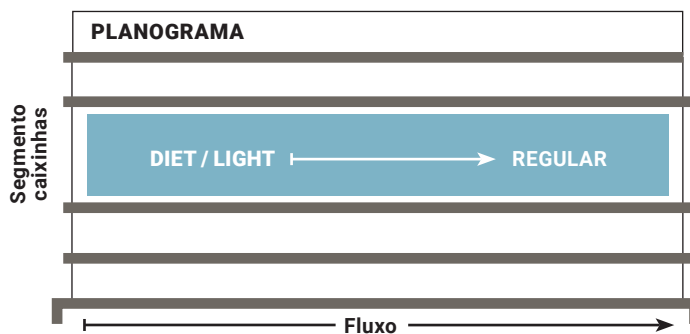 PLANOGRAMA
Segmento
caixinhas
DIET / LIGHT
REGULAR
Fluxo